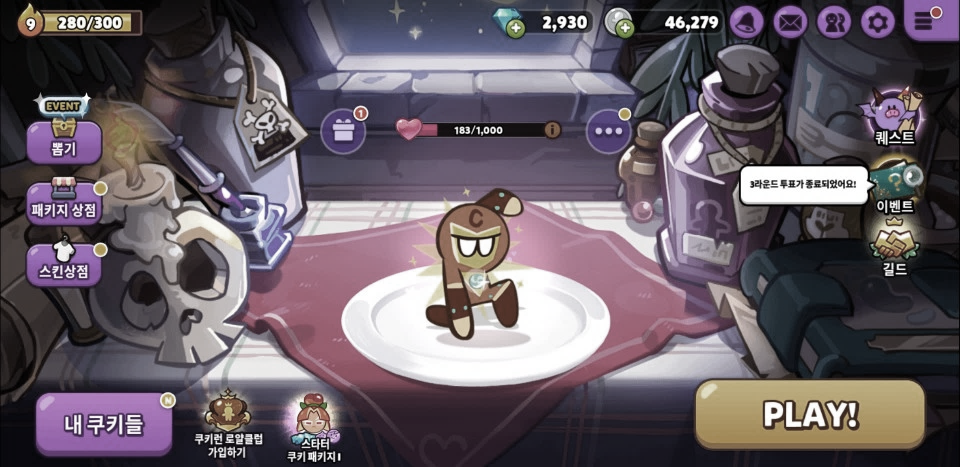 9
280/300
2,930
46,279
EVENT
뽑기
패키지 상점
스킨상점
1
183/1,000
i
C
퀘스트
3라운드 투표가 종료되었어요!
?
이벤트
길드
내 쿠키들
N
쿠키런 로얄클럽
가입하기
스타터
쿠키 패키지!
PLAY!